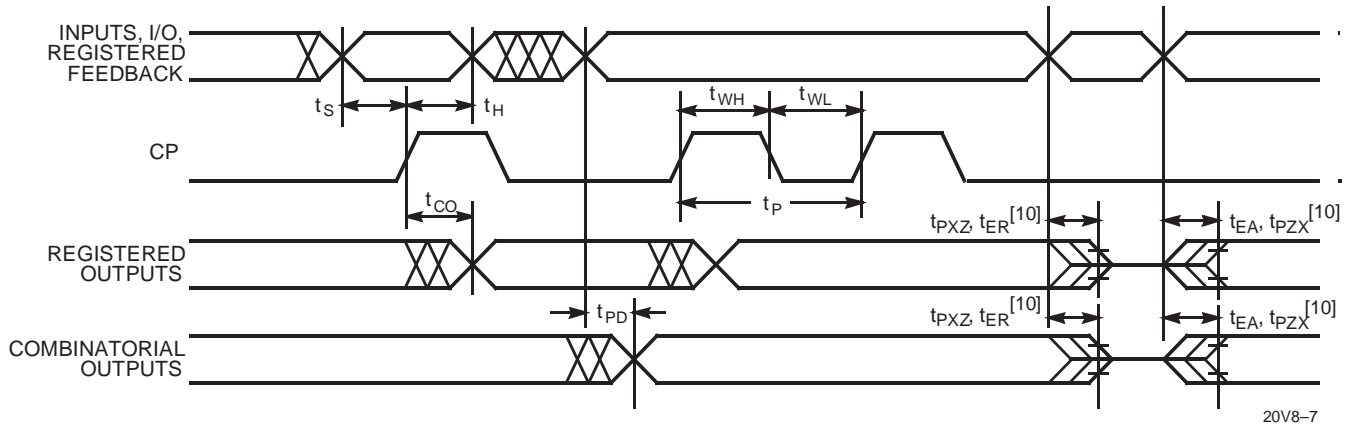 INPUTS, I/O,
REGISTERED
FEEDBACK
tS
tH
tWH
tWL
CP
tCO
tP
tPXZ, tER[10]
tEA, tPZX[10]
REGISTERED
OUTPUTS
tPD
tPXZ, tER[10]
tEA, tPZX[10]
COMBINATORIAL
OUTPUTS
20V8–7